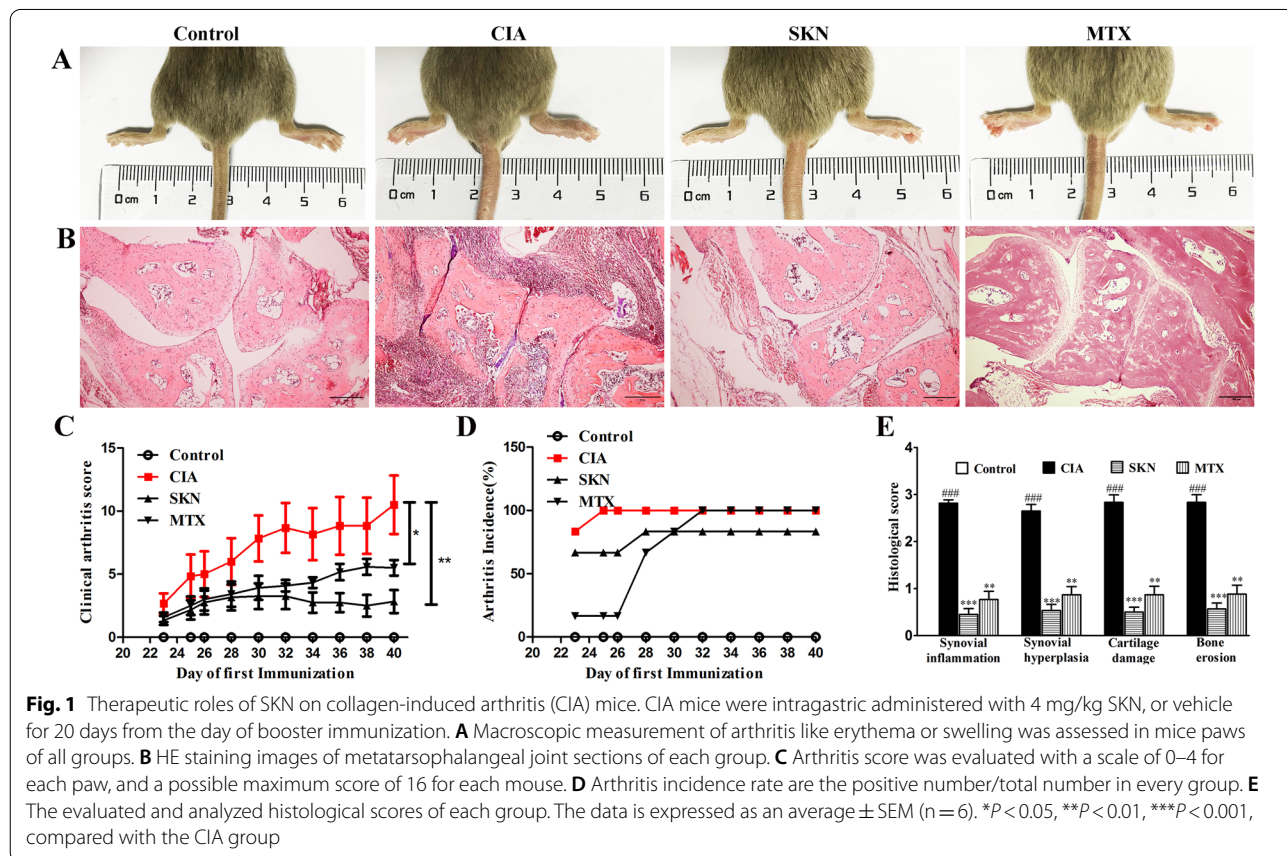 Control CIA SKN MTX
A
0 cm 1 2 3 4 5 6
0 cm 1 2 3 4 5 6
0 cm 1 2 3 4 5 6
0 cm 1 2 3 4 5 6
B
C
Control
CIA
SKN
MTX
Clinical arthritis score
15
10
5
0
*
**
20 22 24 26 28 30 32 34 36 38 40
Day of first Immunization
D
Control
CIA
SKN
MTX
Arthritis Incidence(%)
150
100
50
0
20 22 24 26 28 30 32 34 36 38 40
Day of first Immunization
E
Control CIA SKN MTX
Histological score
4
3
2
1
0
### ### ### ###
*** ** *** ** *** ** *** **
Synovial Synovial Cartilage Bone
inflammation hyperplasia damage erosion
Fig. 1 Therapeutic roles of SKN on collagen-induced arthritis (CIA) mice. CIA mice were intragastric administered with 4 mg/kg SKN, or vehicle
for 20 days from the day of booster immunization. A Macroscopic measurement of arthritis like erythema or swelling was assessed in mice paws
of all groups. B HE staining images of metatarsophalangeal joint sections of each group. C Arthritis score was evaluated with a scale of 0–4 for
each paw, and a possible maximum score of 16 for each mouse. D Arthritis incidence rate are the positive number/total number in every group. E
The evaluated and analyzed histological scores of each group. The data is expressed as an average ± SEM (n = 6). *P < 0.05, **P < 0.01, ***P < 0.001,
compared with the CIA group